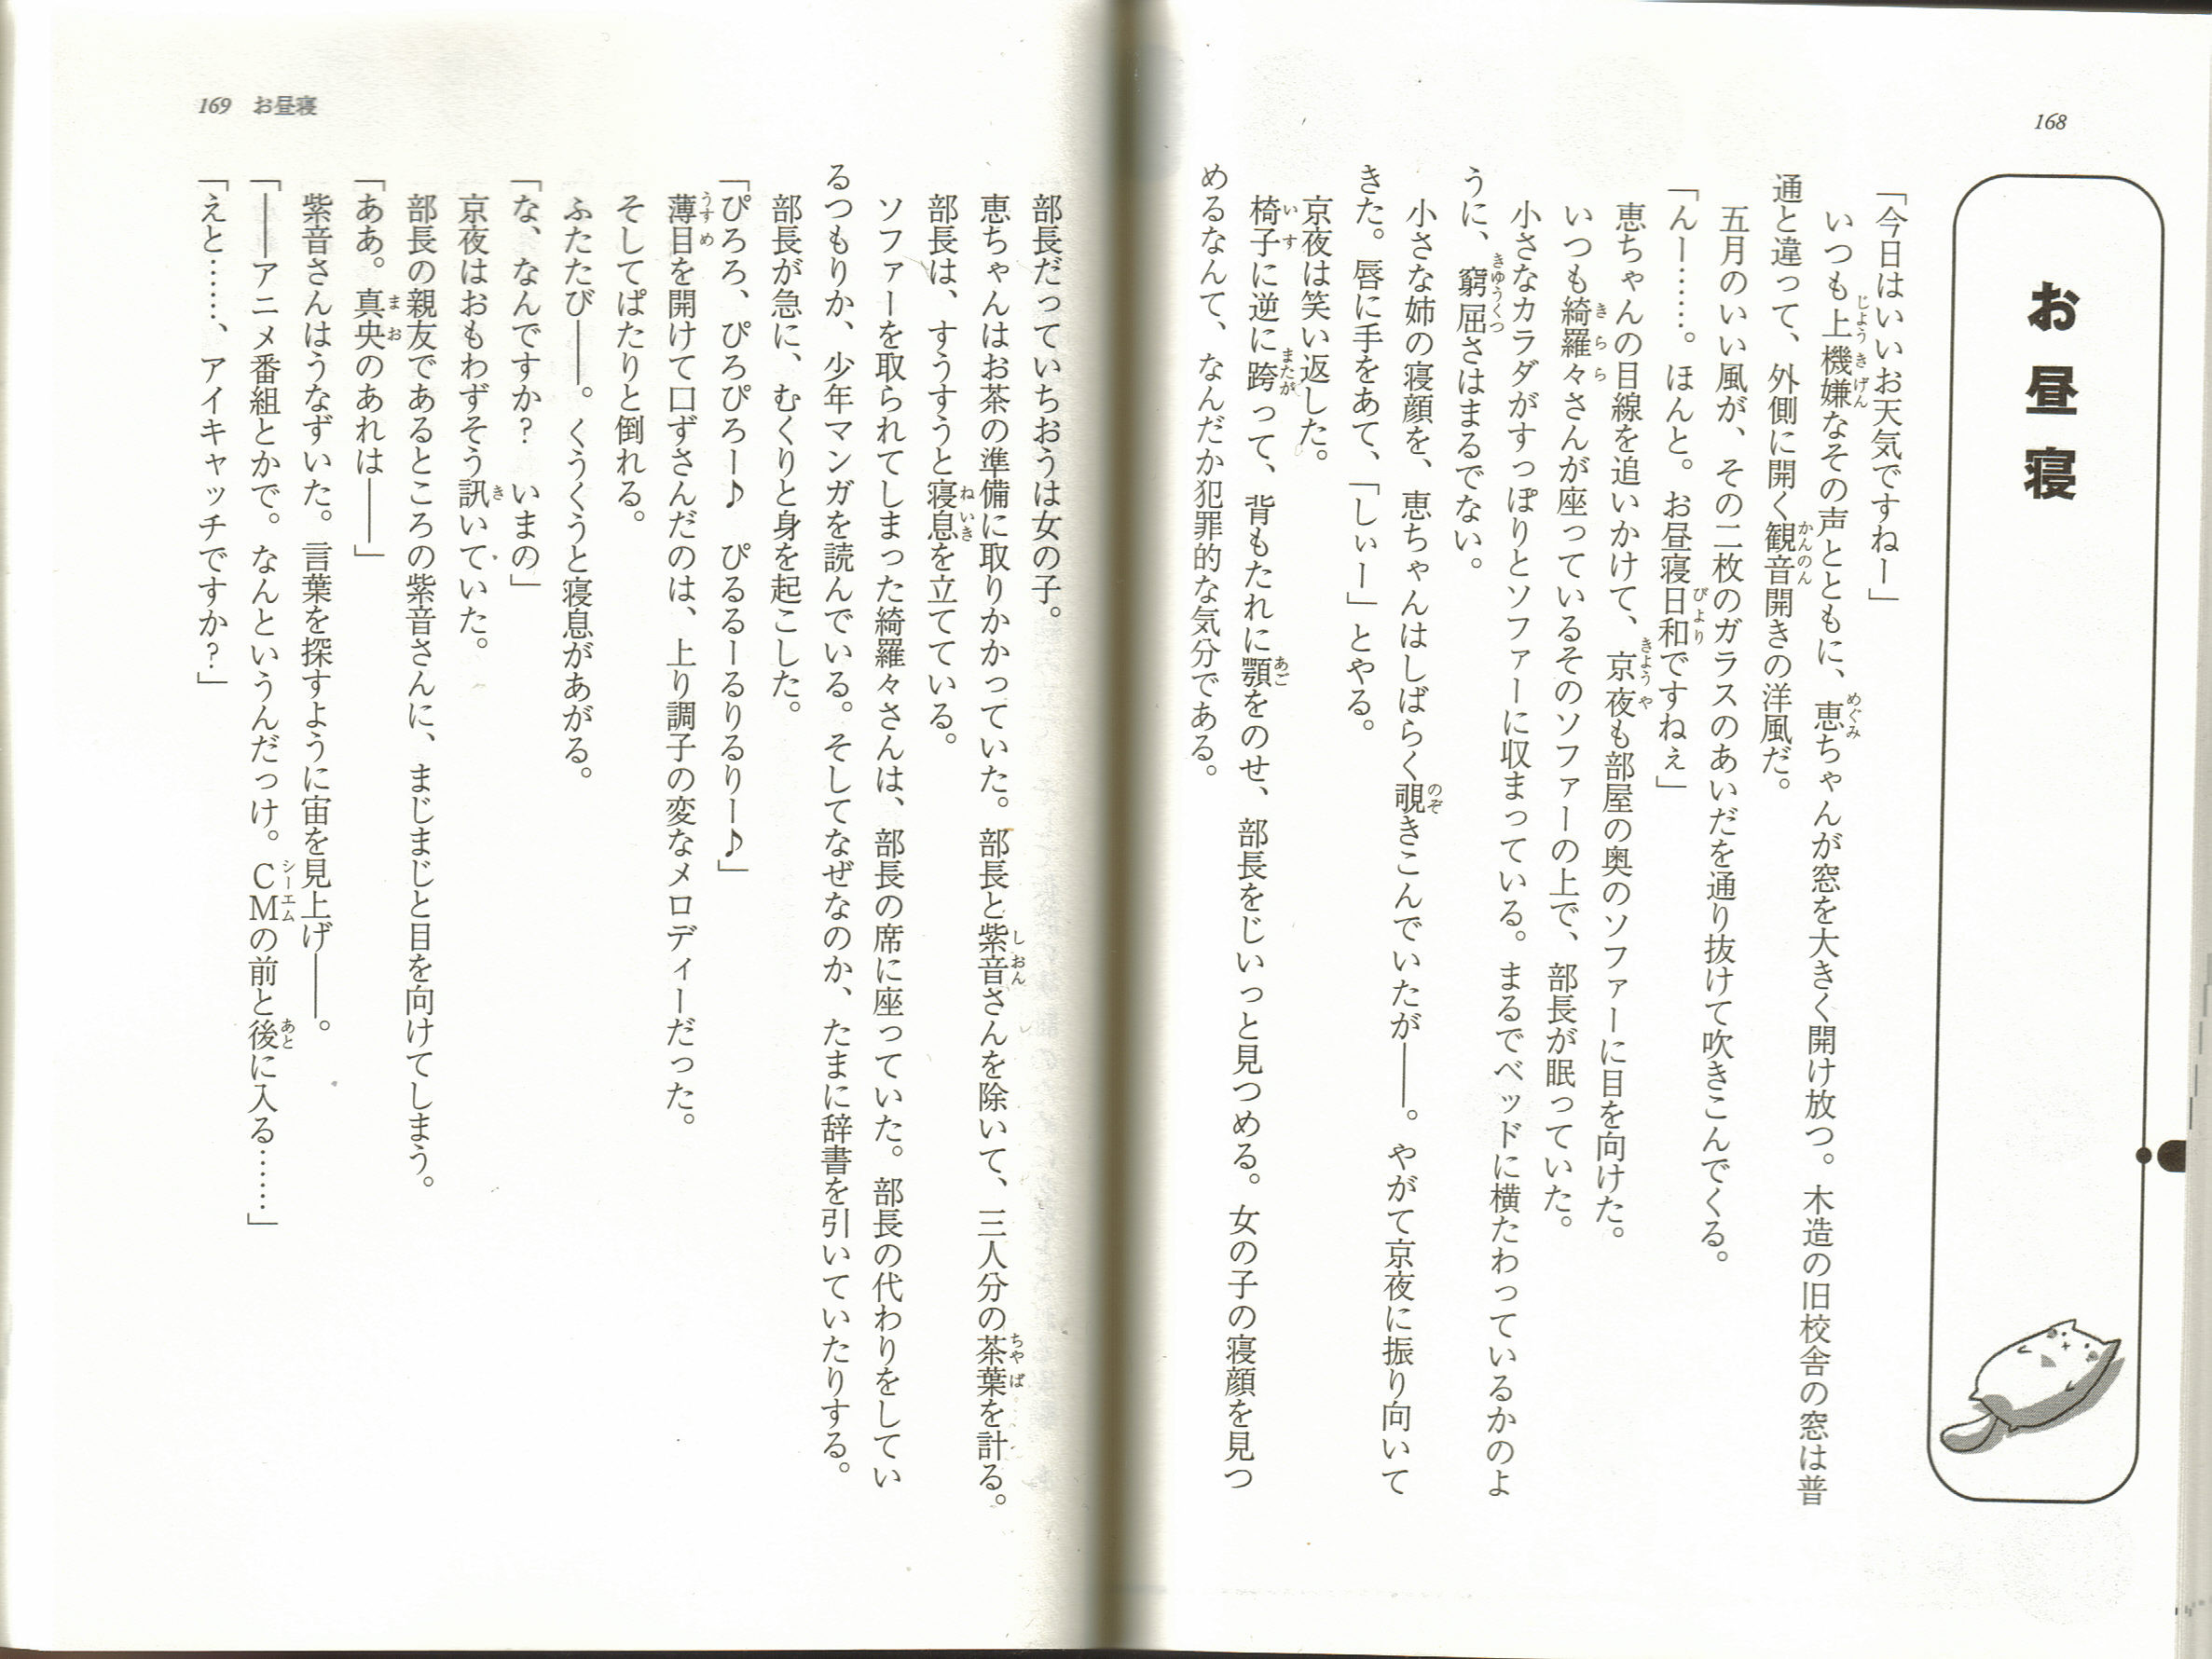 168
お昼寝
「今日はいいお天気ですねー」
いつも上機嫌なその声とともに、恵ちゃんが窓を大きく開け放つ。木造の旧校舎の窓は普
通と違って、外側に開く観音開きの洋風だ。
五月のいい風が、その二枚のガラスのあいだを通り抜けて吹きこんでくる。
「んー……。ほんと。お昼寝日和ですねぇ」
恵ちゃんの目線を追いかけて、京夜も部屋の奥のソファーに目を向けた。
いつも綺羅々さんが座っているそのソファーの上で、部長が眠っていた。
小さなカラダがすっぽりとソファーに収まっている。まるでベッドに横たわっているかのよ
うに、窮屈さはまるでない。
小さな姉の寝顔を、恵ちゃんはしばらく覗きこんでいたが――。やがて京夜に振り向いて
きた。唇に手をあて、「しぃー」とやる。
京夜は笑い返した。
椅子に逆に跨って、背もたれに顎をのせ、部長をじいっと見つめる。女の子の寝顔を見つ
めるなんて、なんだか犯罪的な気分である。
169 お昼寝
部長だっていちおうは女の子。
恵ちゃんはお茶の準備に取りかかっていた。部長と紫音さんを除いて、三人分の茶葉を計る。
部長は、すうすうと寝息を立てている。
ソファーを取られてしまった綺羅々さんは、部長の席に座っていた。部長の代わりをしてい
るつもりか、少年マンガを読んでいる。そしてなぜなのか、たまに辞書を引いていたりする。
部長が急に、むくりと身を起こした。
「ぴろろ、ぴろぴろー♪　ぴるるーるりるりー♪」
薄目を開けて口ずさんだのは、上り調子の変なメロディーだった。
そしてぱたりと倒れる。
ふたたび――。くうくうと寝息があがる。
「な、なんですか？　いまの」
京夜はおもわずそう訊いていた。
部長の親友であるところの紫音さんに、まじまじと目を向けてしまう。
「ああ。真央のあれは――」
紫音さんはうなずいた。言葉を探すように宙を見上げ――。
「――アニメ番組とかで。なんというんだっけ。CMの前と後に入る……」
「えと……、アイキャッチですか？」